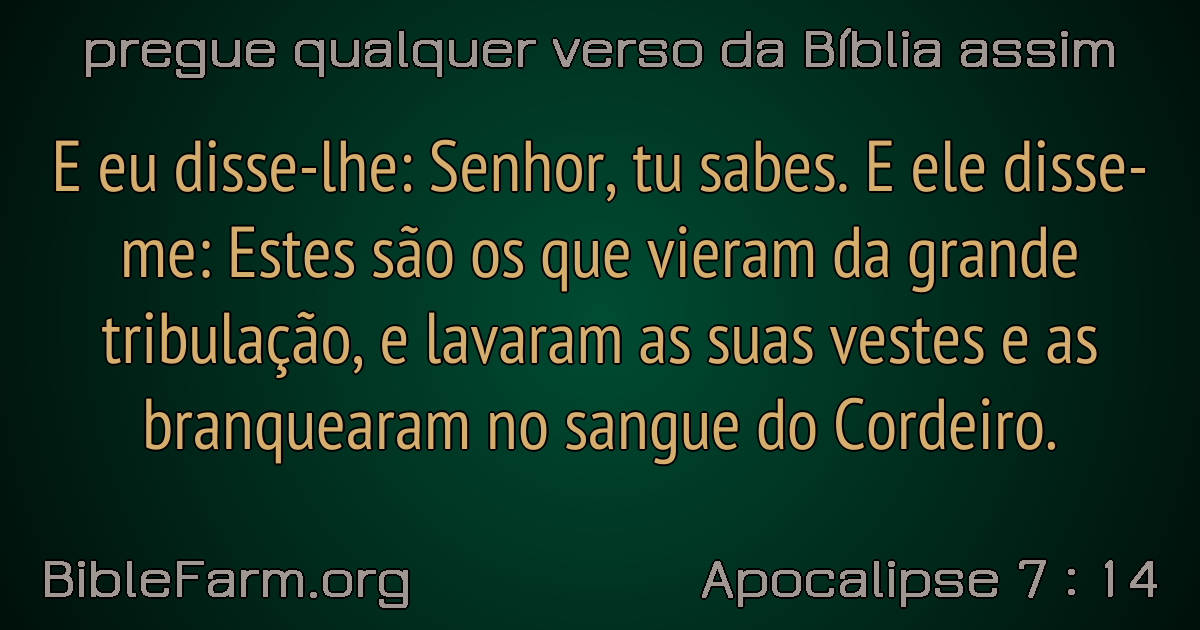 pregue qualquer verso da Bíblia assim
E eu disse-lhe: Senhor, tu sabes. E ele disse-
me: Estes são os que vieram da grande
tribulação, e lavaram as suas vestes e as
branquearam no sangue do Cordeiro.
BibleFarm.org
Apocalipse 7 : 14